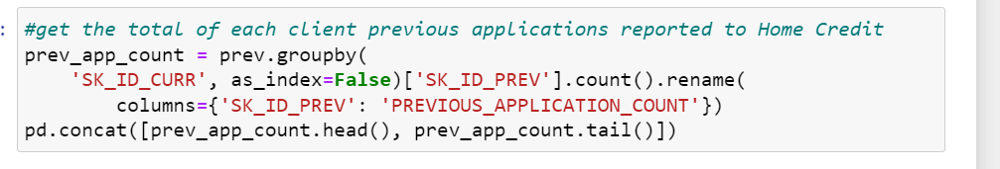 : #get the total of each client previous applications reported to Home Credit
prev_app_count = prev.groupby(
    'SK_ID_CURR', as_index=False)['SK_ID_PREV'].count().rename(
        columns={'SK_ID_PREV': 'PREVIOUS_APPLICATION_COUNT'})
pd.concat([prev_app_count.head(), prev_app_count.tail()])